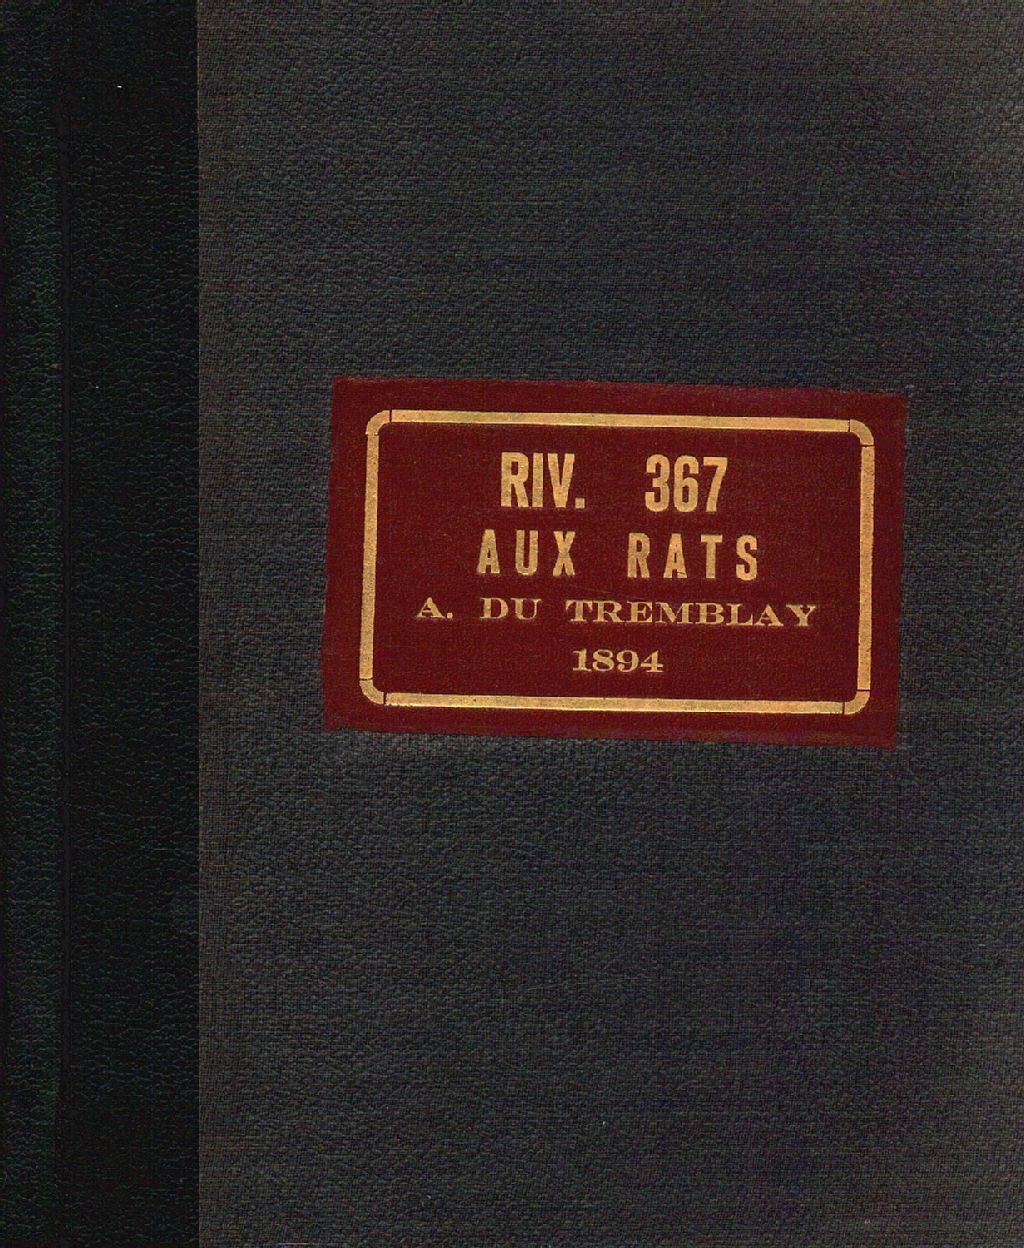 RIV. 367
AUX RATS
A. DU TREMBLAY
1894